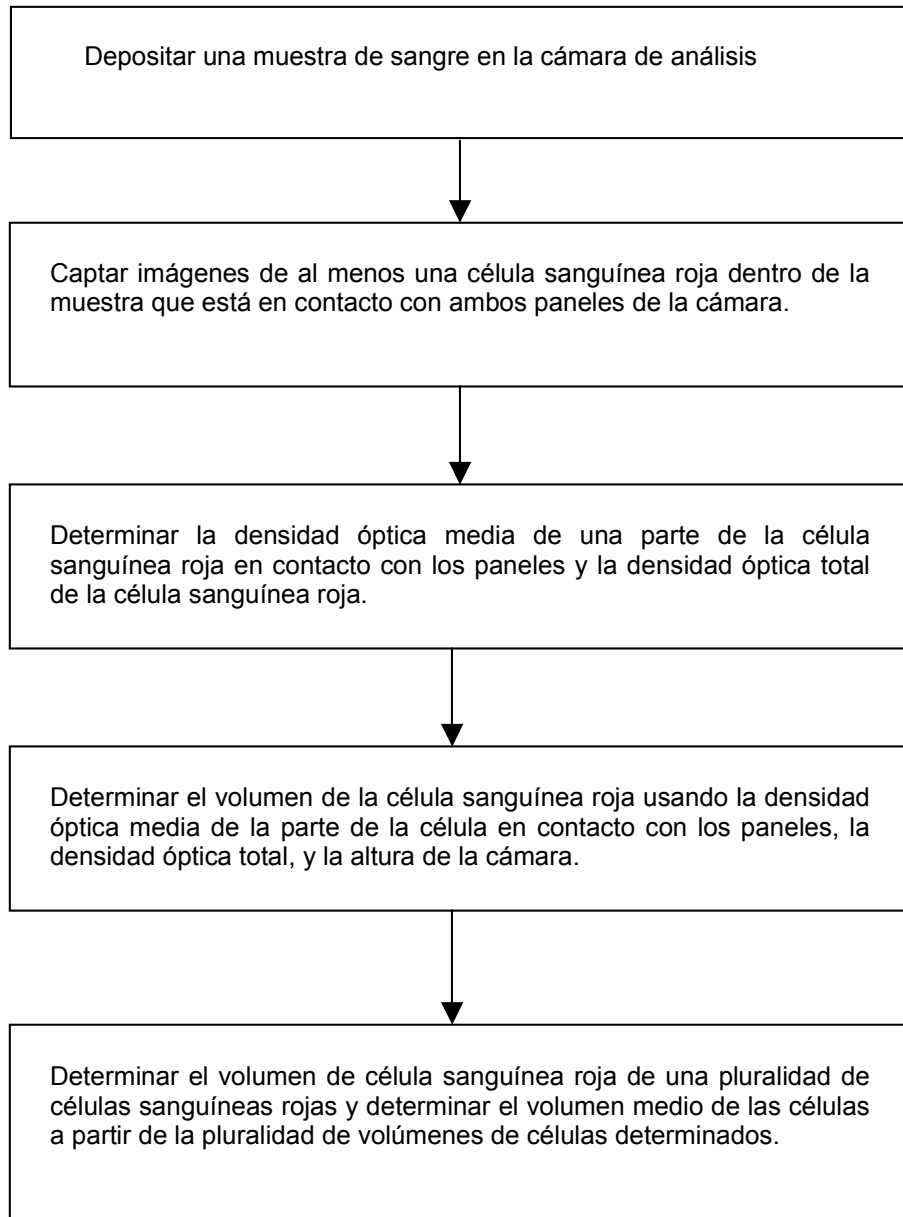 Depositar una muestra de sangre en la cámara de análisis
Captar imágenes de al menos una célula sanguínea roja dentro de la
muestra que está en contacto con ambos paneles de la cámara.
Determinar la densidad óptica media de una parte de la célula
sanguínea roja en contacto con los paneles y la densidad óptica total
de la célula sanguínea roja.
Determinar el volumen de la célula sanguínea roja usando la densidad
óptica media de la parte de la célula en contacto con los paneles, la
densidad óptica total, y la altura de la cámara.
Determinar el volumen de célula sanguínea roja de una pluralidad de
células sanguíneas rojas y determinar el volumen medio de las células
a partir de la pluralidad de volúmenes de células determinados.